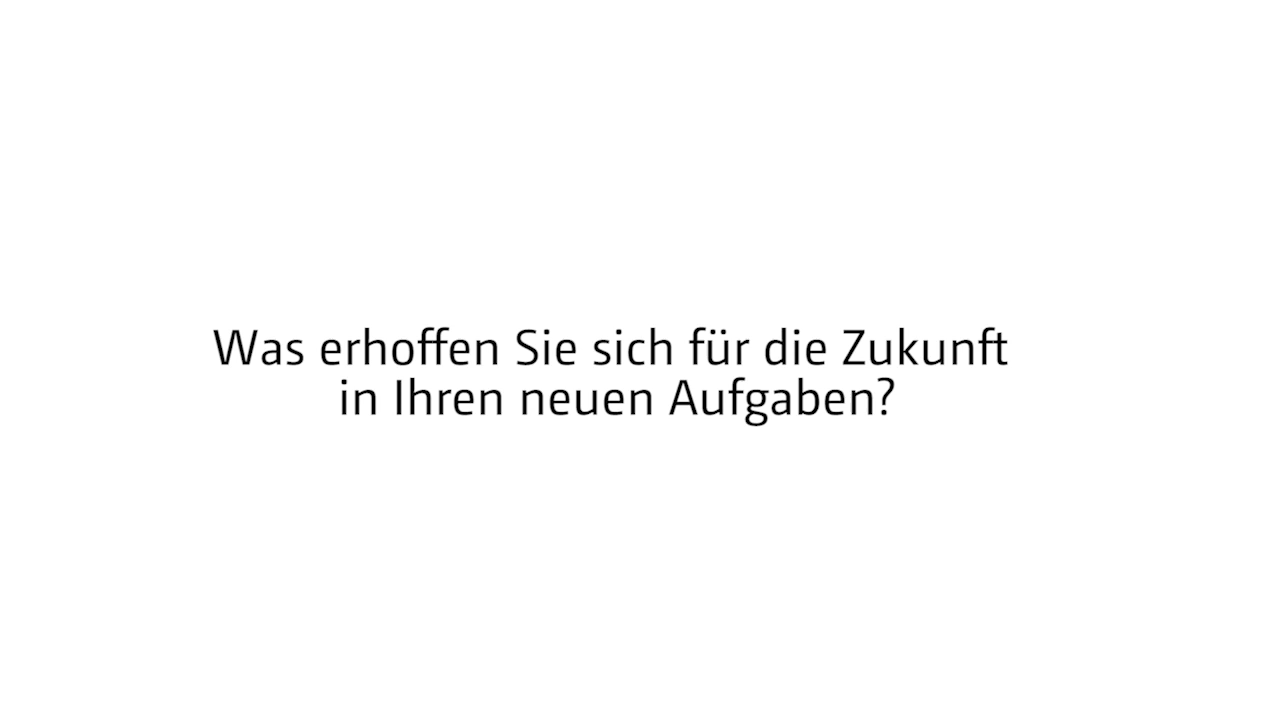 Was erhoffen Sie sich für die Zukunft
in Ihren neuen Aufgaben?